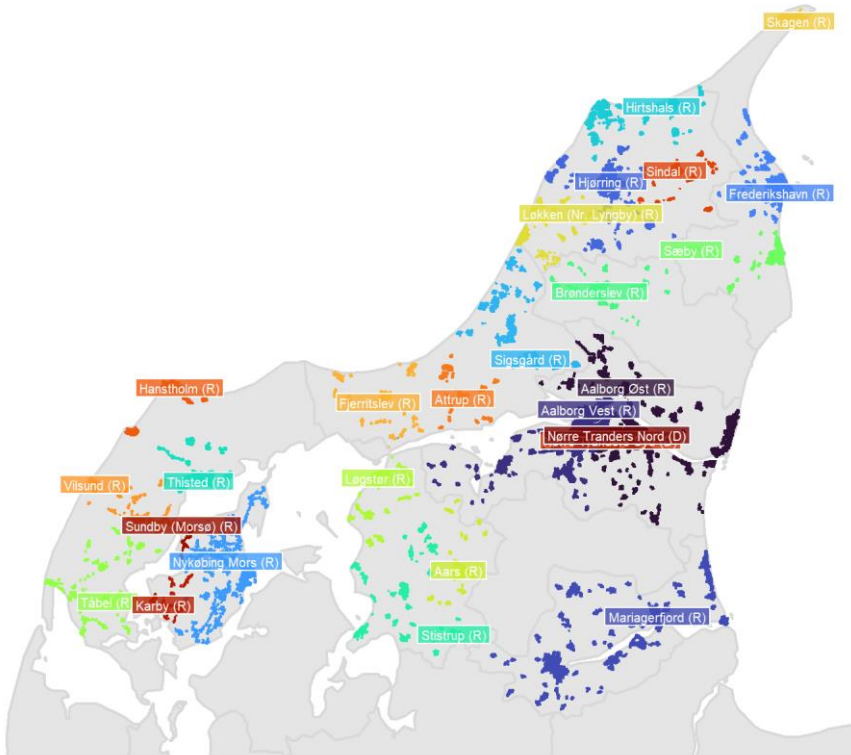 Skagen (R)
Hirtshals (R)
Sindal (R)
Hjørring (R)
Frederikshavn (R)
Løkken (Nr. Lyngby) (R)
Sæby (R)
Brønderslev (R)
Sigsgård (R)
Hanstholm (R)
Aalborg Øst (R)
Fjerritslev (R)
Attrup (R)
Aalborg Vest (R)
Nørre Tranders Nord (D)
Vilsund (R)
Thisted (R)
Løgstør (R)
Sundby (Morsø) (R)
Nykøbing Mors (R)
Aars (R)
Tåbel (R
Karby (R)
Mariagerfjord (R)
Stistrup (R)